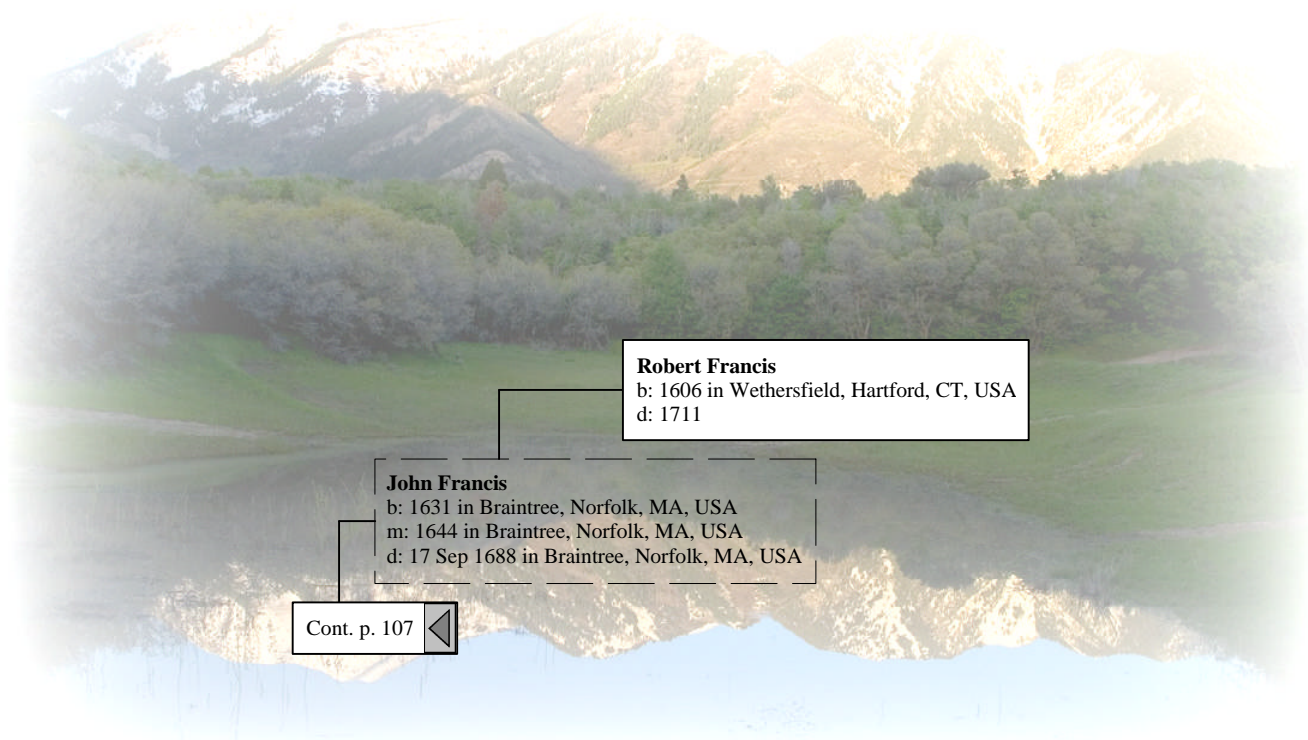 Robert Francis
b: 1606 in Wethersfield, Hartford, CT, USA
d: 1711
John Francis
b: 1631 in Braintree, Norfolk, MA, USA
m: 1644 in Braintree, Norfolk, MA, USA
d: 17 Sep 1688 in Braintree, Norfolk, MA, USA
Cont. p. 107